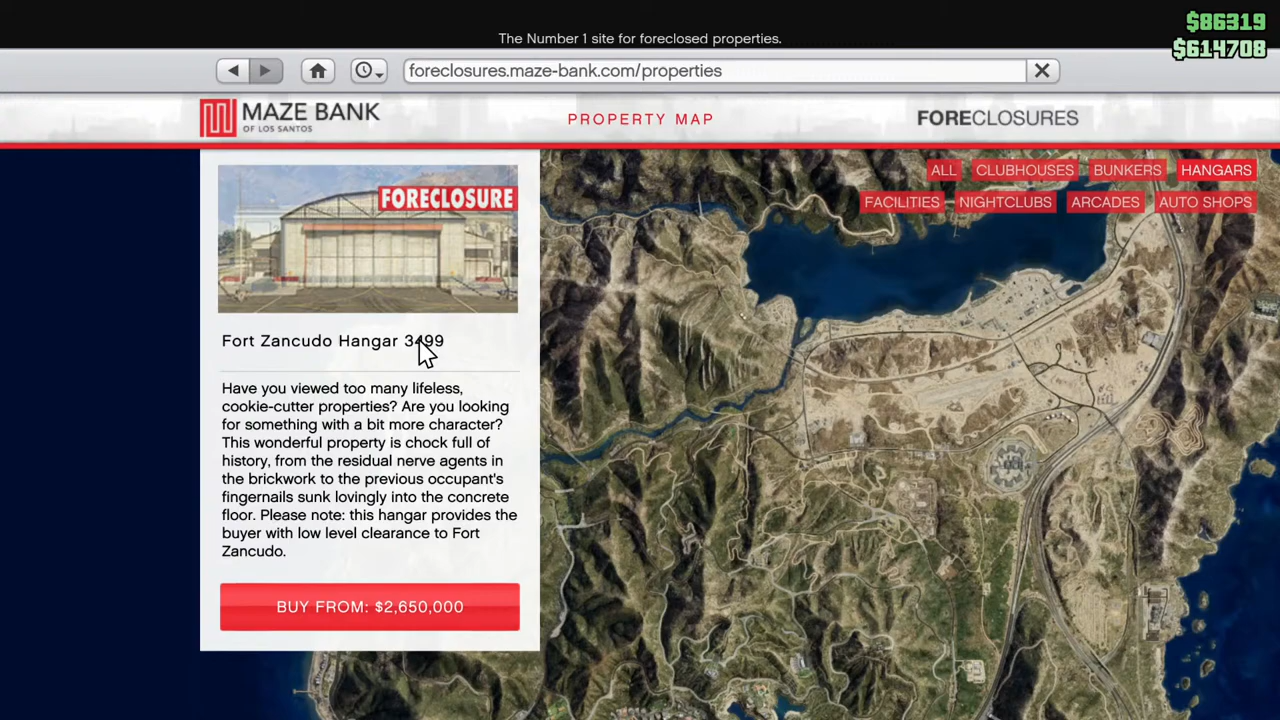 $86319
$614708
The Number 1 site for foreclosed properties.
foreclosures.maze-bank.com/properties
MAZE BANK
OF LOS SANTOS
PROPERTY MAP
FORECLOSURES
ALL CLUBHOUSES BUNKERS HANGARS
FACILITIES NIGHTCLUBS ARCADES AUTO SHOPS
FORECLOSURE
Fort Zancudo Hangar 3499
Have you viewed too many lifeless,
cookie-cutter properties? Are you looking
for something with a bit more character?
This wonderful property is chock full of
history, from the residual nerve agents in
the brickwork to the previous occupant's
fingernails sunk lovingly into the concrete
floor. Please note: this hangar provides the
buyer with low level clearance to Fort
Zancudo.
BUY FROM: $2,650,000